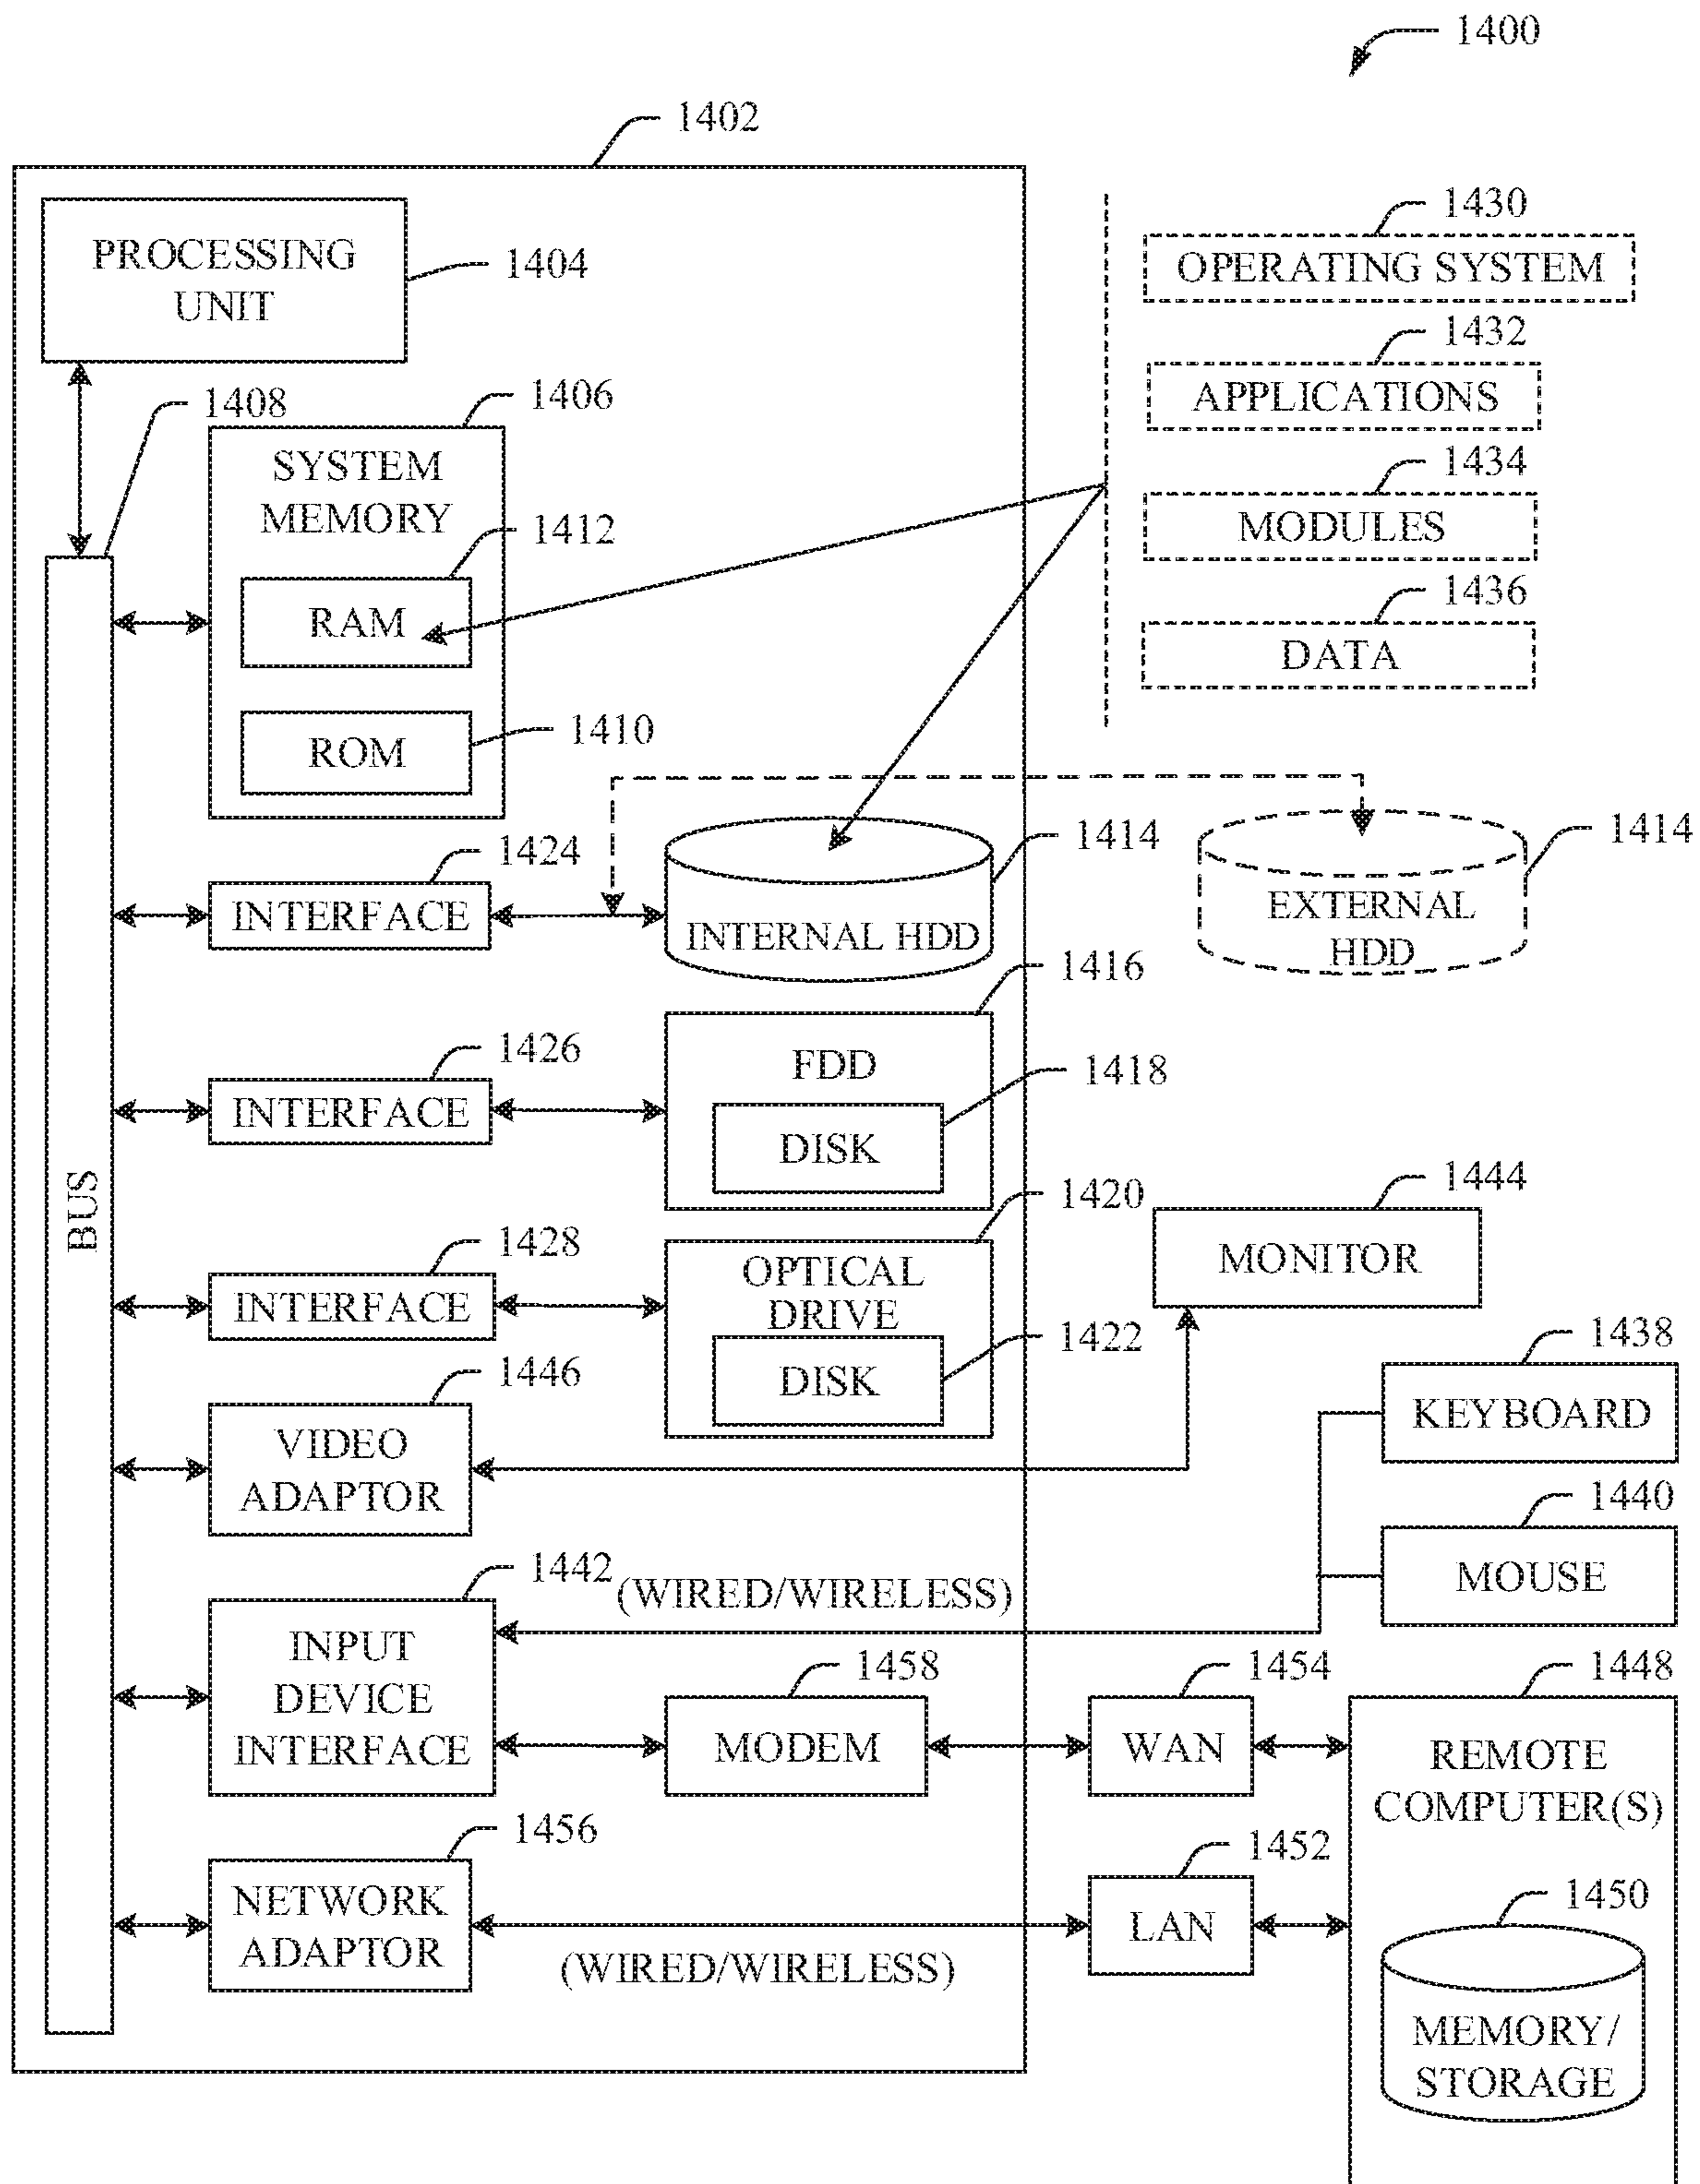 1400
1402
PROCESSING
UNIT
1404
1430
OPERATING SYSTEM
1432
APPLICATIONS
1434
MODULES
1436
DATA
1408
1406
SYSTEM
MEMORY
1412
RAM
1410
ROM
1424
INTERFACE
1414
INTERNAL HDD
1414
EXTERNAL
HDD
1416
1426
INTERFACE
FDD
1418
DISK
BUS
1420
1428
INTERFACE
OPTICAL
DRIVE
1422
DISK
1444
MONITOR
1438
KEYBOARD
1446
VIDEO
ADAPTOR
1440
MOUSE
1442
(WIRED/WIRELESS)
INPUT
DEVICE
INTERFACE
1458
MODEM
1454
WAN
1448
REMOTE
COMPUTER(S)
1456
NETWORK
ADAPTOR
(WIRED/WIRELESS)
1452
LAN
1450
MEMORY/
STORAGE